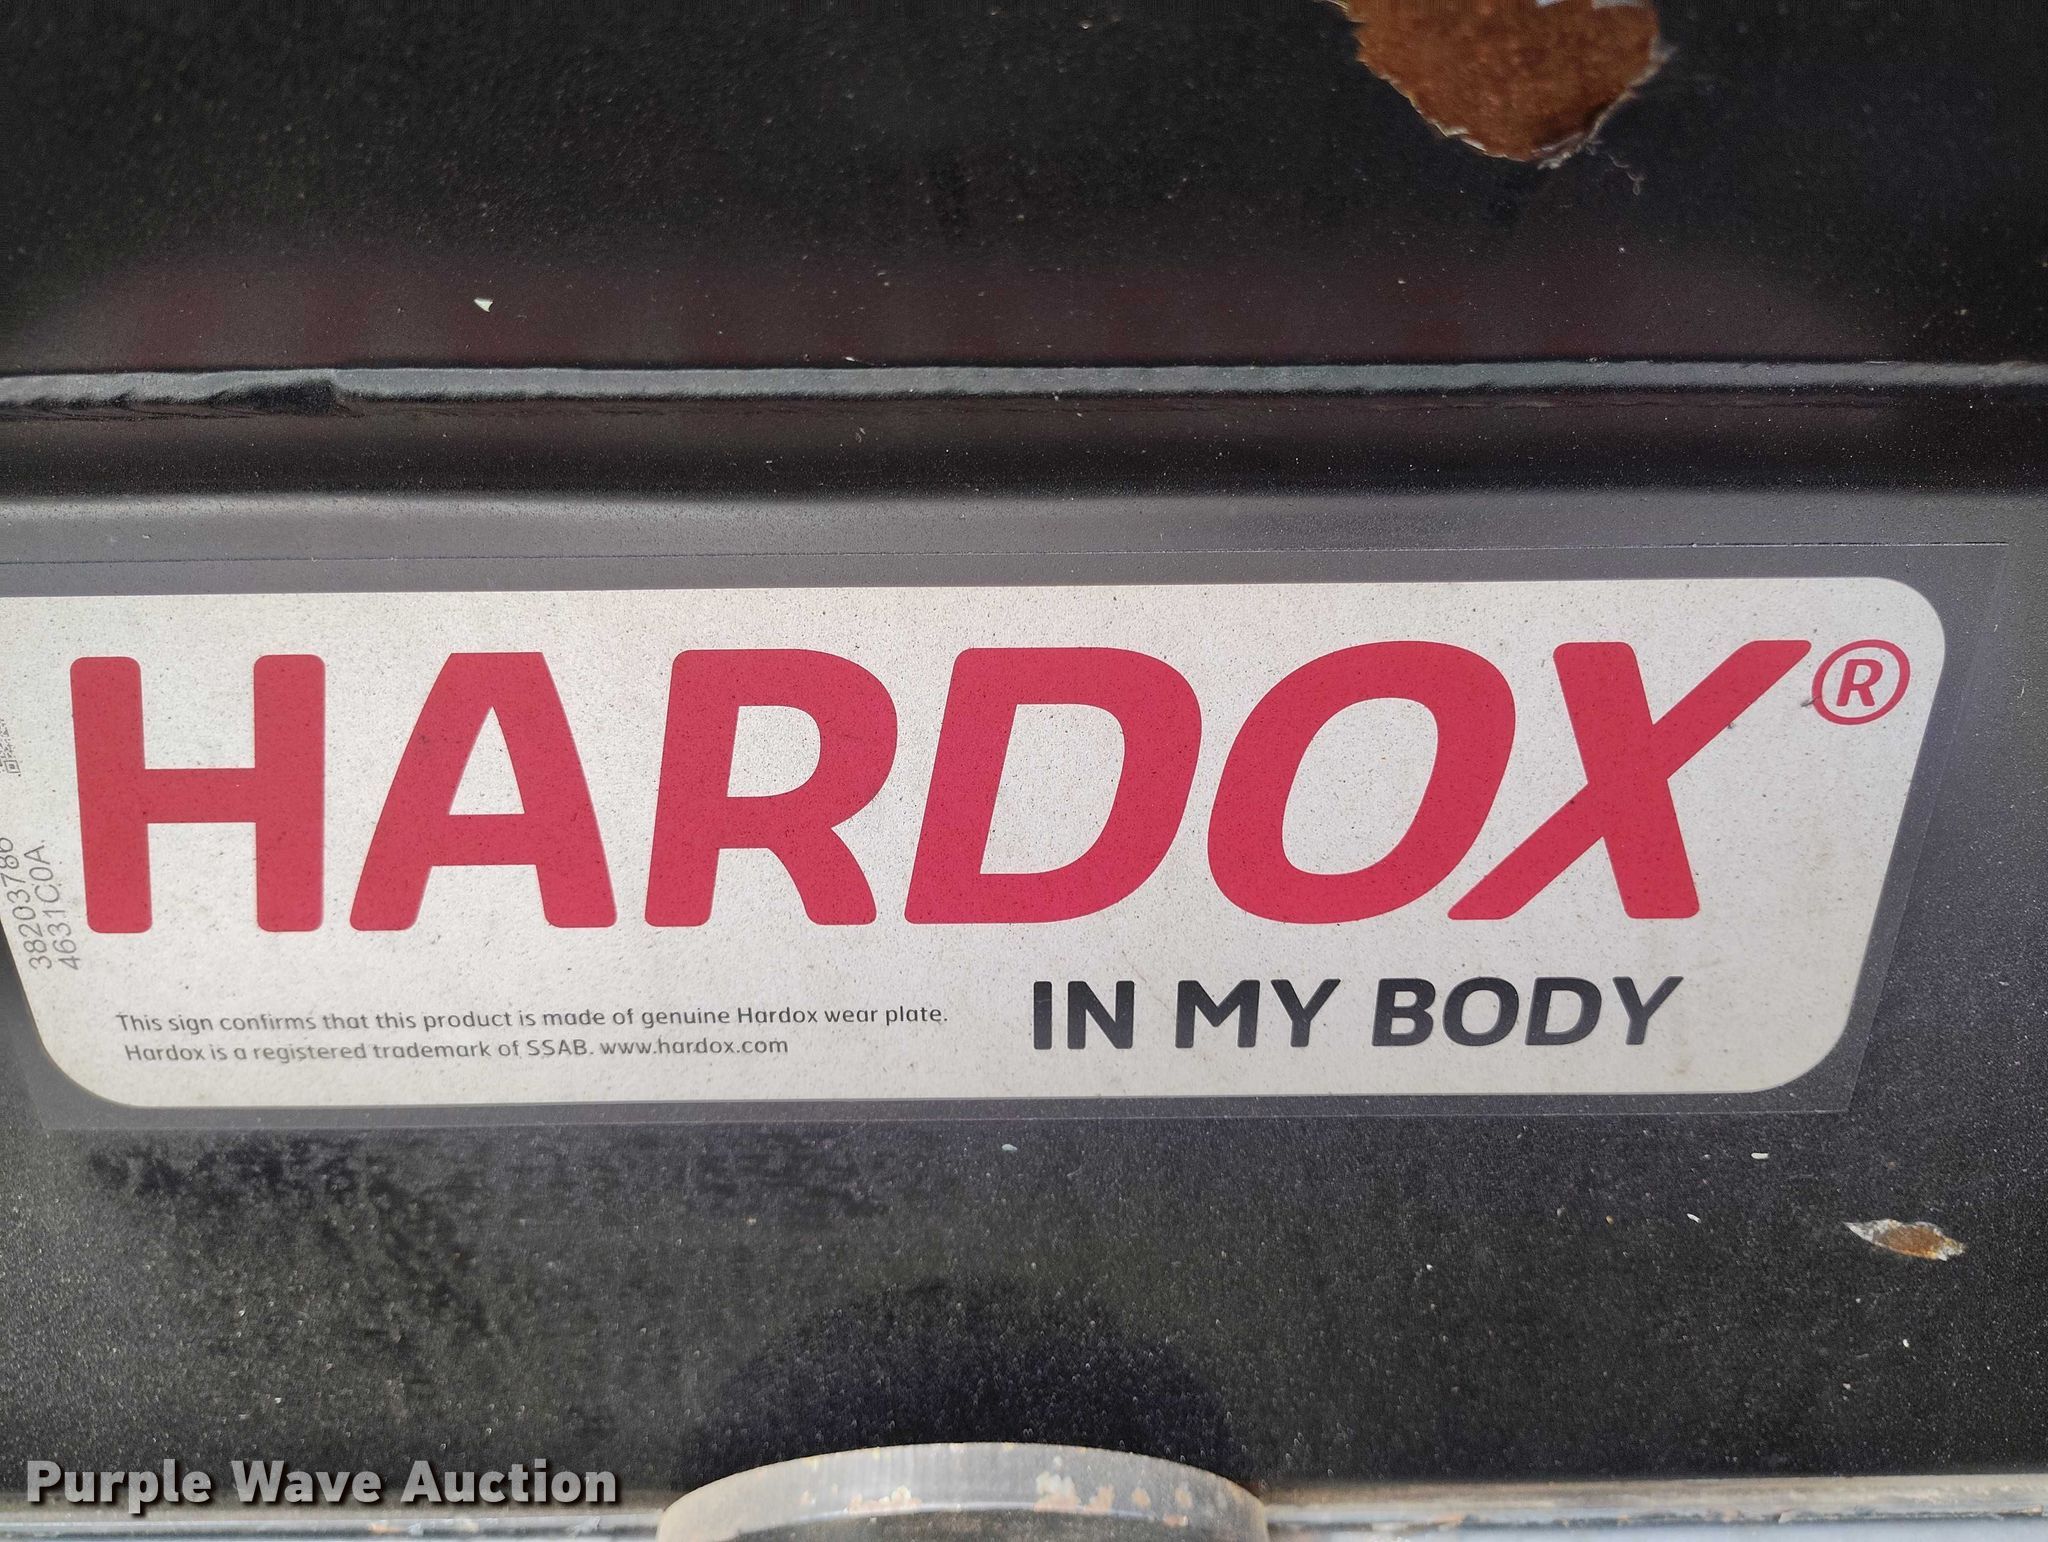 HARDOX®
IN MY BODY
This sign confirms that this product is made of genuine Hardox wear plate.
Hardox is a registered trademark of SSAB. www.hardox.com
38203786
4631C0A
Purple Wave Auction